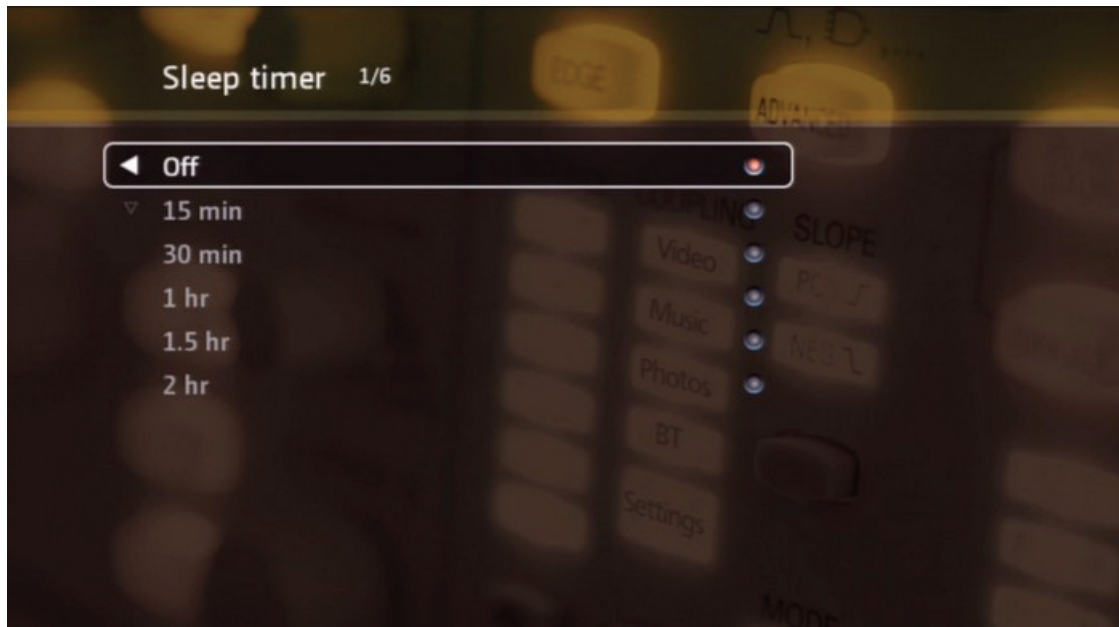 Sleep timer 1/6
Off
15 min
30 min
1 hr
1.5 hr
2 hr
EDGE
ADVANCED
COUPLING
SLOPE
Video
Music
Photos
BT
Settings
NEG